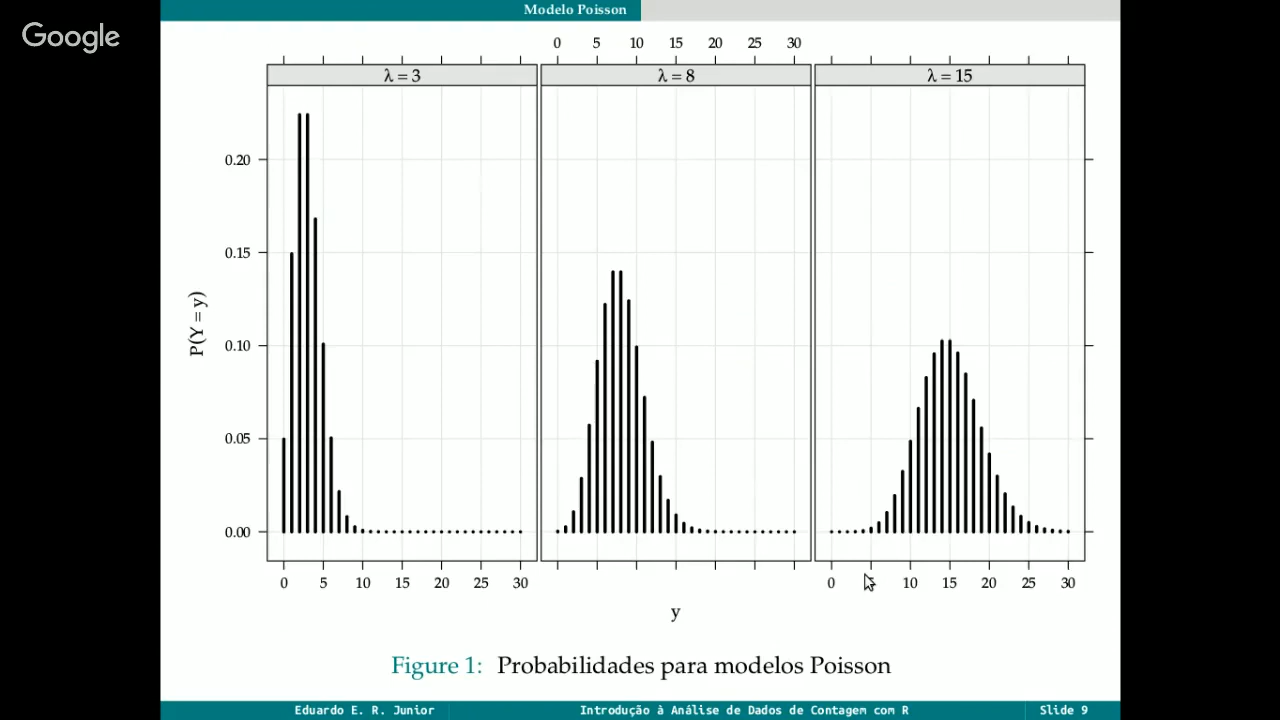 Modelo Poisson
Google
0 5 10 15 20 25 30
λ = 3
λ = 8
λ = 15
0.20
0.15
0.10
0.05
0.00
P(Y = y)
0 5 10 15 20 25 30
0 5 10 15 20 25 30
y
Figure 1: Probabilidades para modelos Poisson
Eduardo E. R. Junior Introdução à Análise de Dados de Contagem com R Slide 9